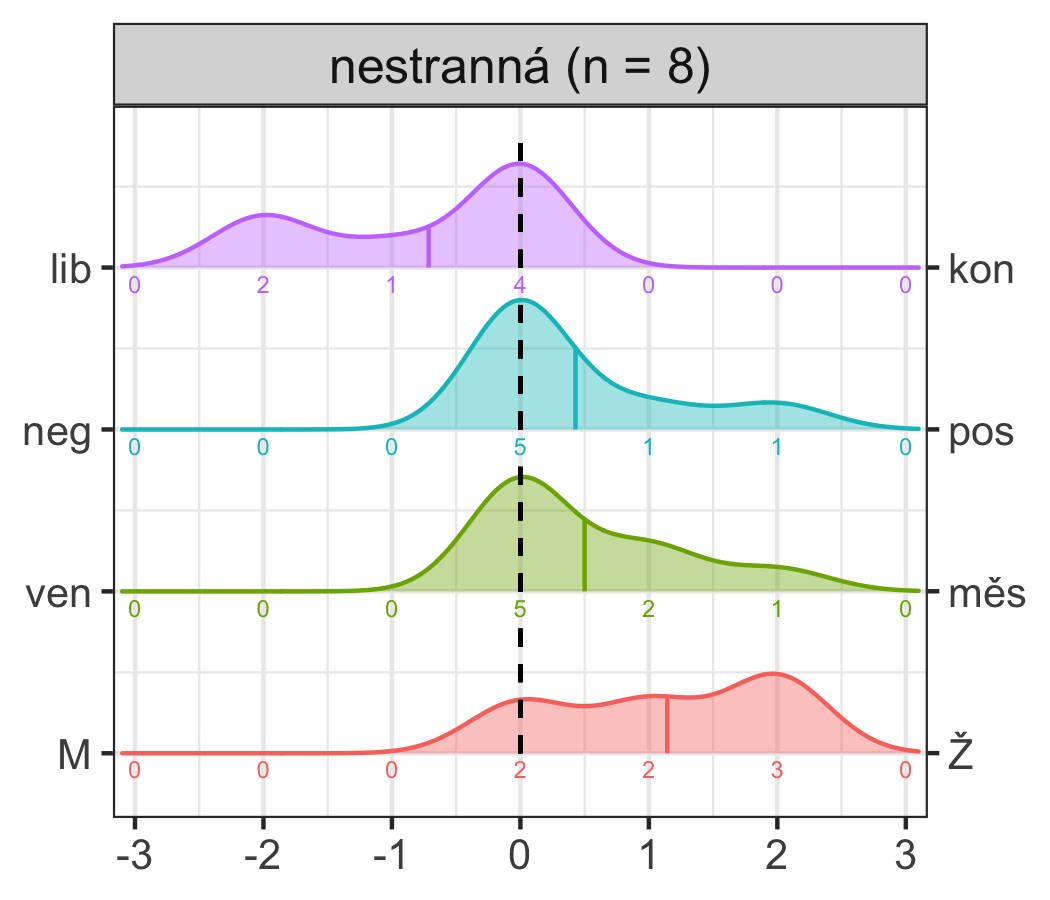 nestranná (n = 8)
lib kon
0 2 1 4 0 0 0
neg pos
0 0 0 5 1 1 0
ven měs
0 0 0 5 2 1 0
M Ž
0 0 0 2 2 3 0
-3 -2 -1 0 1 2 3